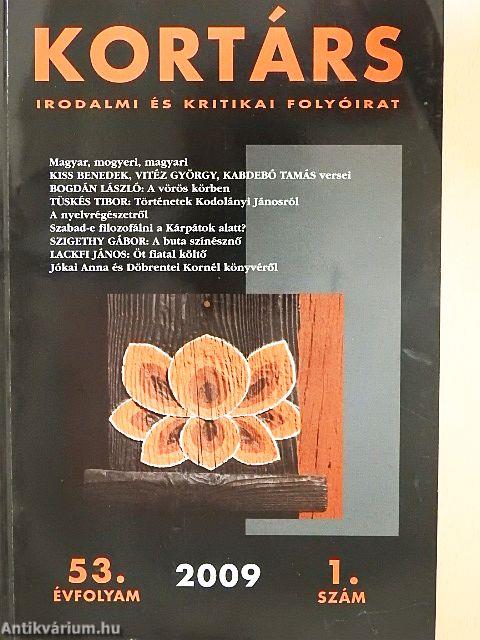 KORTÁRS
IRODALMI ÉS KRITIKAI FOLYÓIRAT
Magyar, mogyeri, magyari
KISS BENEDEK, VITÉZ GYÖRGY, KABDEBÓ TAMÁS versei
BOGDÁN LÁSZLÓ: A vörös körben
TÜSKÉS TIBOR: Történetek Kodolányi Jánosról
A nyelvrégészetről
Szabad-e filozofálni a Kárpátok alatt?
SZIGETHY GÁBOR: A buta színésznő
LACKFI JÁNOS: Öt fiatal költő
Jókai Anna és Döbrentei Kornél könyvéről
53. 2009 1.
ÉVFOLYAM SZÁM
Antikvárium.hu